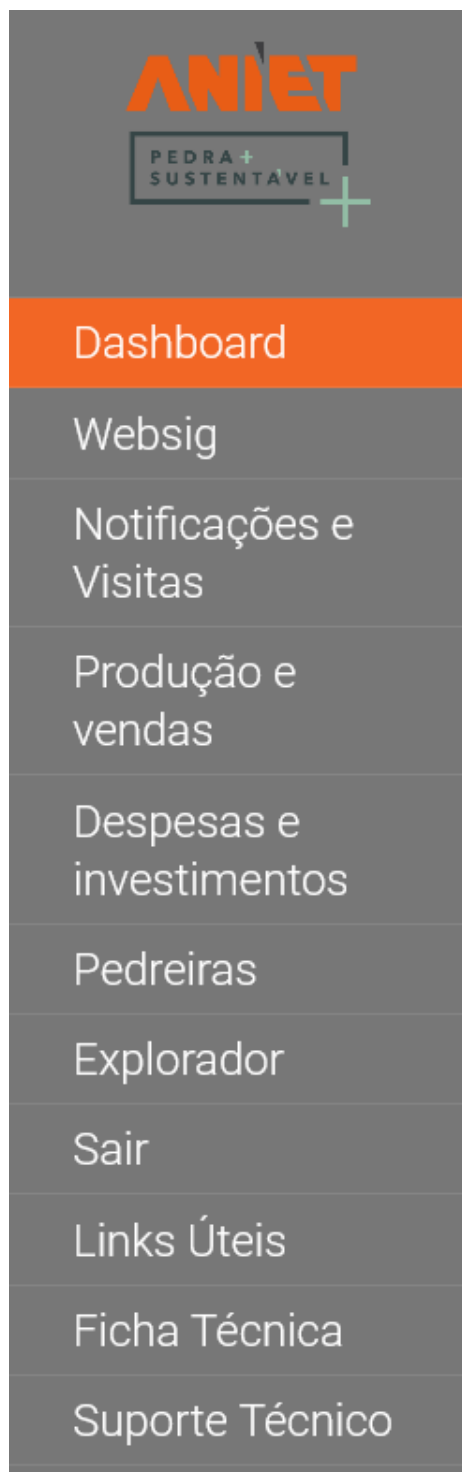 ANIET
PEDRA+
SUSTENTÁVEL
Dashboard
Websig
Notificações e
Visitas
Produção e
vendas
Despesas e
investimentos
Pedreiras
Explorador
Sair
Links Úteis
Ficha Técnica
Suporte Técnico